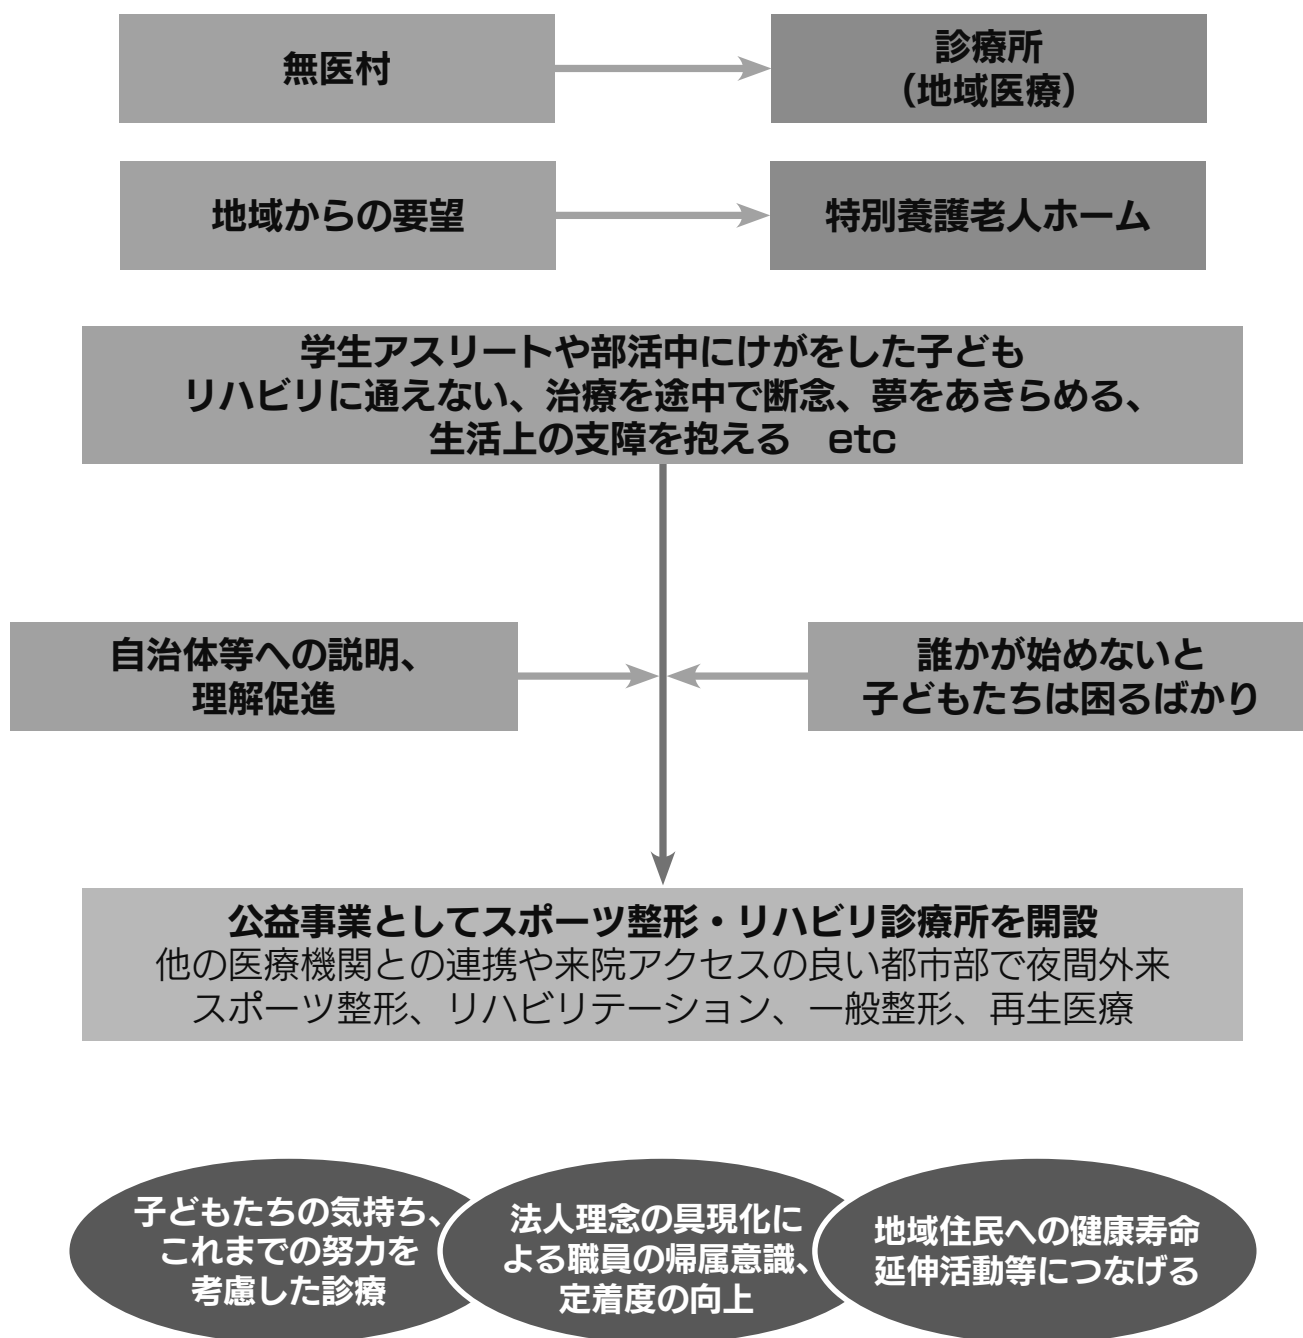 無医村
診療所
（地域医療）
地域からの要望
特別養護老人ホーム
学生アスリートや部活中にけがをした子ども
リハビリに通えない、治療を途中で断念、夢をあきらめる、
生活上の支障を抱える　etc
自治体等への説明、
理解促進
誰かが始めないと
子どもたちは困るばかり
公益事業としてスポーツ整形・リハビリ診療所を開設
他の医療機関との連携や来院アクセスの良い都市部で夜間外来
スポーツ整形、リハビリテーション、一般整形、再生医療
子どもたちの気持ち、
これまでの努力を
考慮した診療
法人理念の具現化に
よる職員の帰属意識、
定着度の向上
地域住民への健康寿命
延伸活動等につなげる